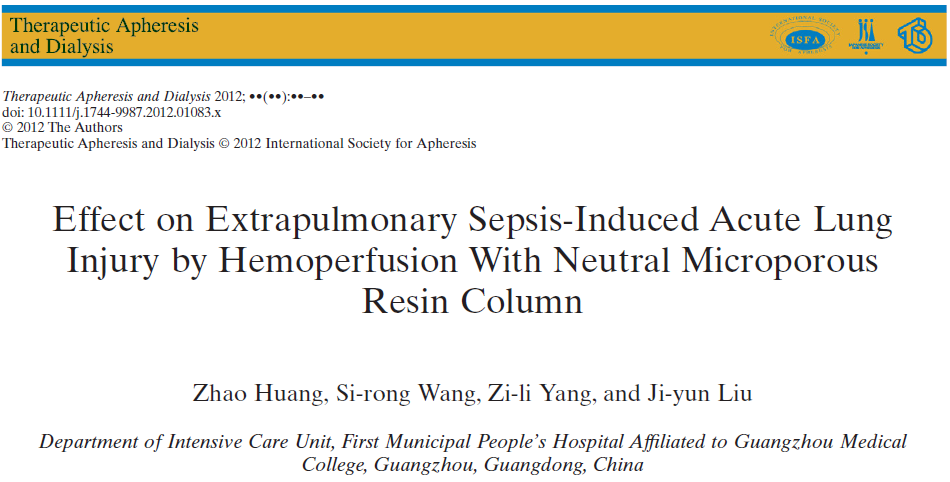 Therapeutic Apheresis
and Dialysis
ISFA
Therapeutic Apheresis and Dialysis 2012; ••(••):••–••
doi: 10.1111/j.1744-9987.2012.01083.x
© 2012 The Authors
Therapeutic Apheresis and Dialysis © 2012 International Society for Apheresis
Effect on Extrapulmonary Sepsis-Induced Acute Lung
Injury by Hemoperfusion With Neutral Microporous
Resin Column
Zhao Huang, Si-rong Wang, Zi-li Yang, and Ji-yun Liu
Department of Intensive Care Unit, First Municipal People's Hospital Affiliated to Guangzhou Medical
College, Guangzhou, Guangdong, China